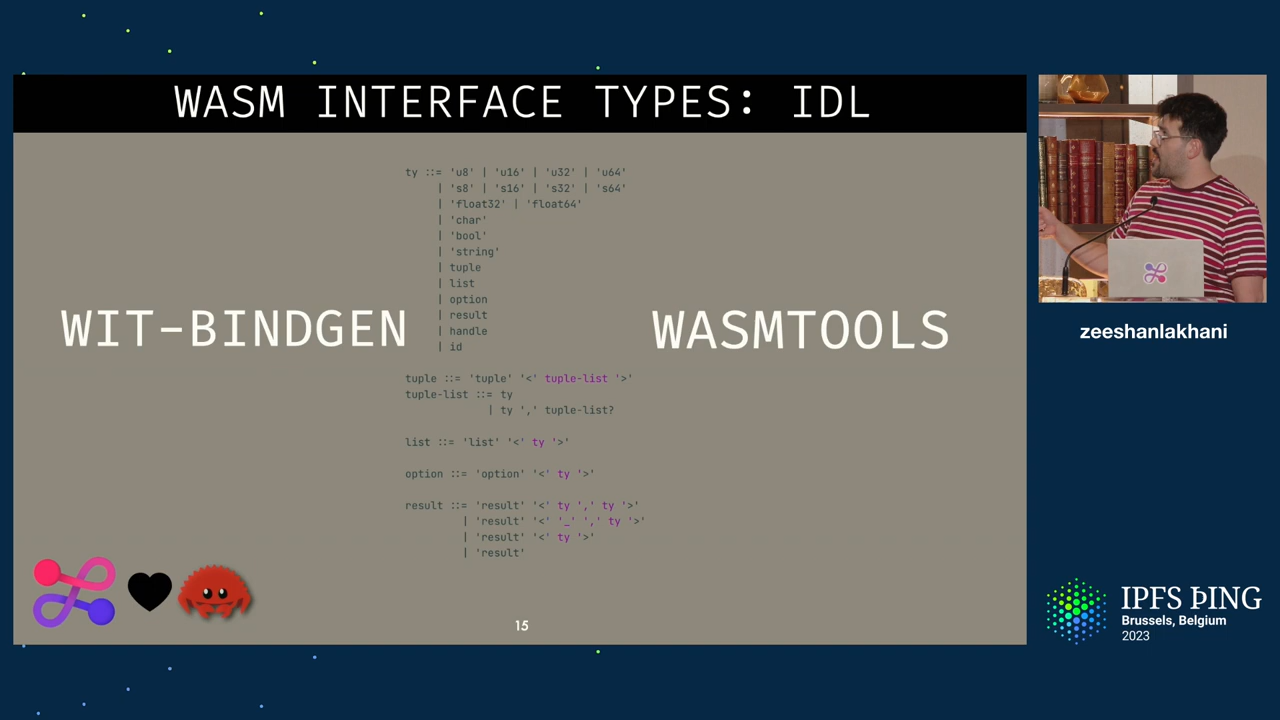 WASM INTERFACE TYPES: IDL
ty ::= 'u8' | 'u16' | 'u32' | 'u64'
| 's8' | 's16' | 's32' | 's64'
| 'float32' | 'float64'
| 'char'
| 'bool'
| 'string'
| tuple
| list
| option
| result
| handle
| id
WIT-BINDGEN
WASMTOOLS
tuple ::= 'tuple' '<' tuple-list '>'
tuple-list ::= ty
| ty ',' tuple-list?
list ::= 'list' '<' ty '>'
option ::= 'option' '<' ty '>'
result ::= 'result' '<' ty ',' ty '>'
| 'result' '<' '_' ',' ty '>'
| 'result' '<' ty '>'
| 'result'
15
zeeshanlakhani
IPFS ÞING
Brussels, Belgium
2023